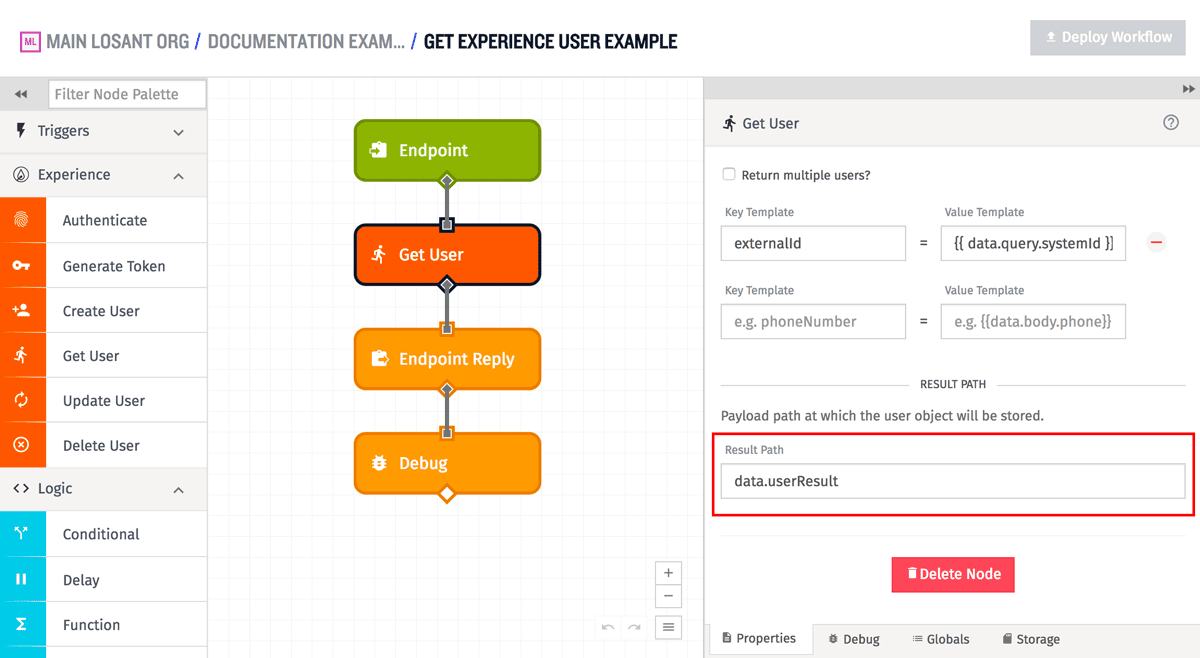 ML MAIN LOSANT ORG / DOCUMENTATION EXAM... / GET EXPERIENCE USER EXAMPLE
Deploy Workflow
Filter Node Palette
Triggers
Experience
Authenticate
Generate Token
Create User
Get User
Update User
Delete User
Logic
Conditional
Delay
Function
Endpoint
Get User
Endpoint Reply
Debug
Get User
Return multiple users?
Key Template Value Template
externalId = {{ data.query.systemId }}
Key Template Value Template
e.g. phoneNumber = e.g. {{data.body.phone}}
RESULT PATH
Payload path at which the user object will be stored.
Result Path
data.userResult
Delete Node
Properties Debug Globals Storage